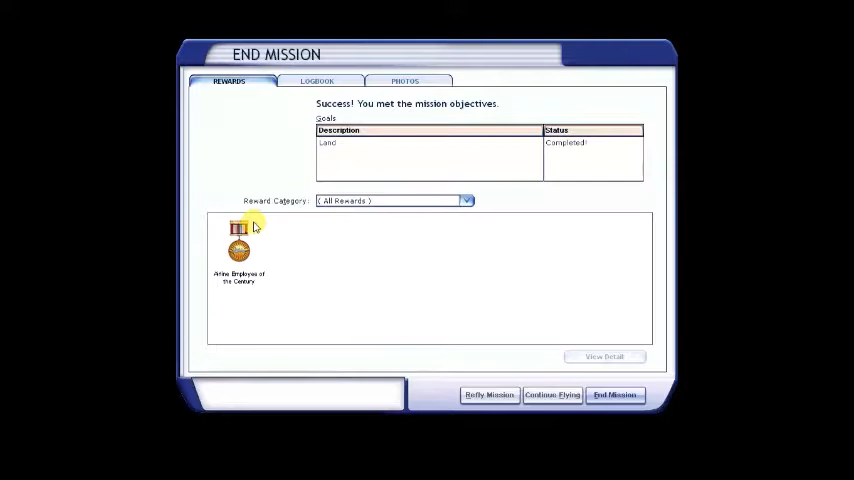 END MISSION
REWARDS
LOGBOOK
PHOTOS
Success! You met the mission objectives.
Goals
Description
Status
Land
Completed!
Reward Category:
( All Rewards )
Airline Employee of
the Century
View Detail
Refly Mission
Continue Flying
End Mission